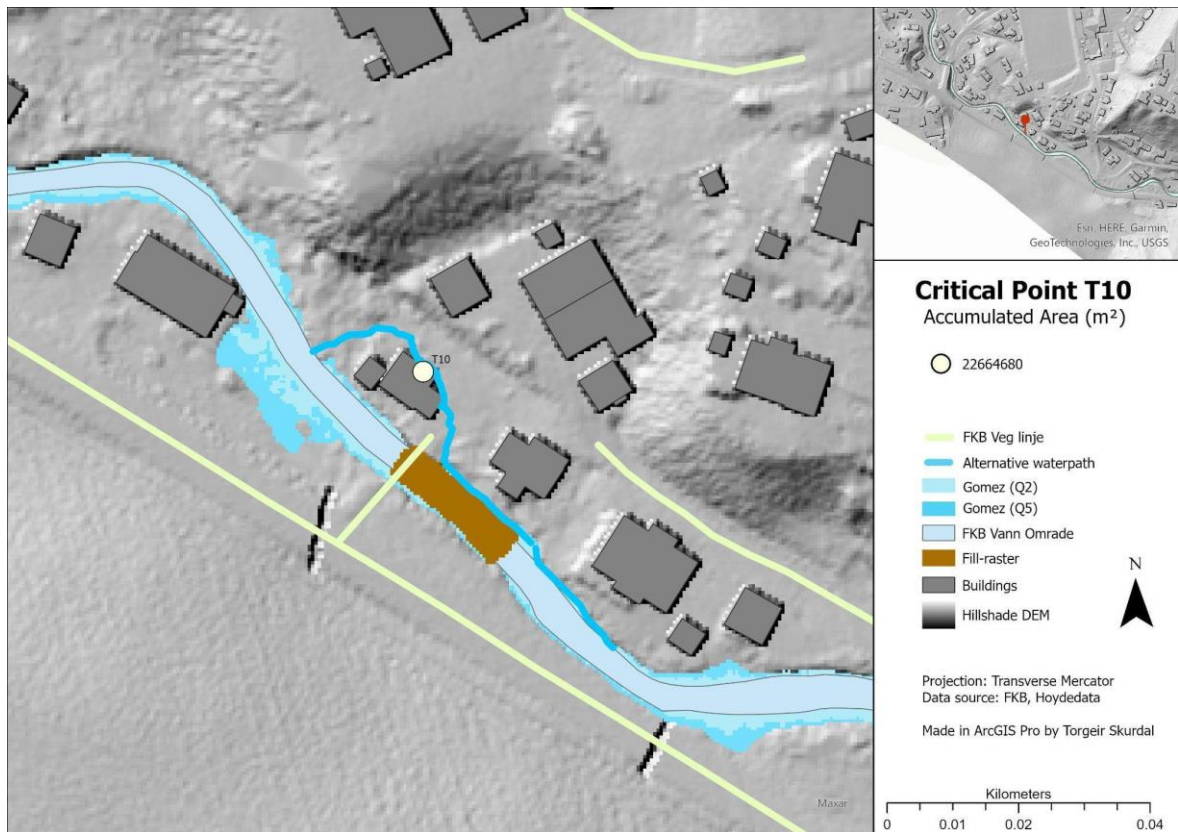 T10
Maxar
Esri, HERE, Garmin,
GeoTechnologies, Inc., USGS
Critical Point T10
Accumulated Area (m²)
22664680
FKB Veg linje
Alternative waterpath
Gomez (Q2)
Gomez (Q5)
FKB Vann Omrade
Fill-raster
Buildings
Hillshade DEM
N
Projection: Transverse Mercator
Data source: FKB, Hoydedata
Made in ArcGIS Pro by Torgeir Skurdal
Kilometers
0 0.01 0.02 0.04